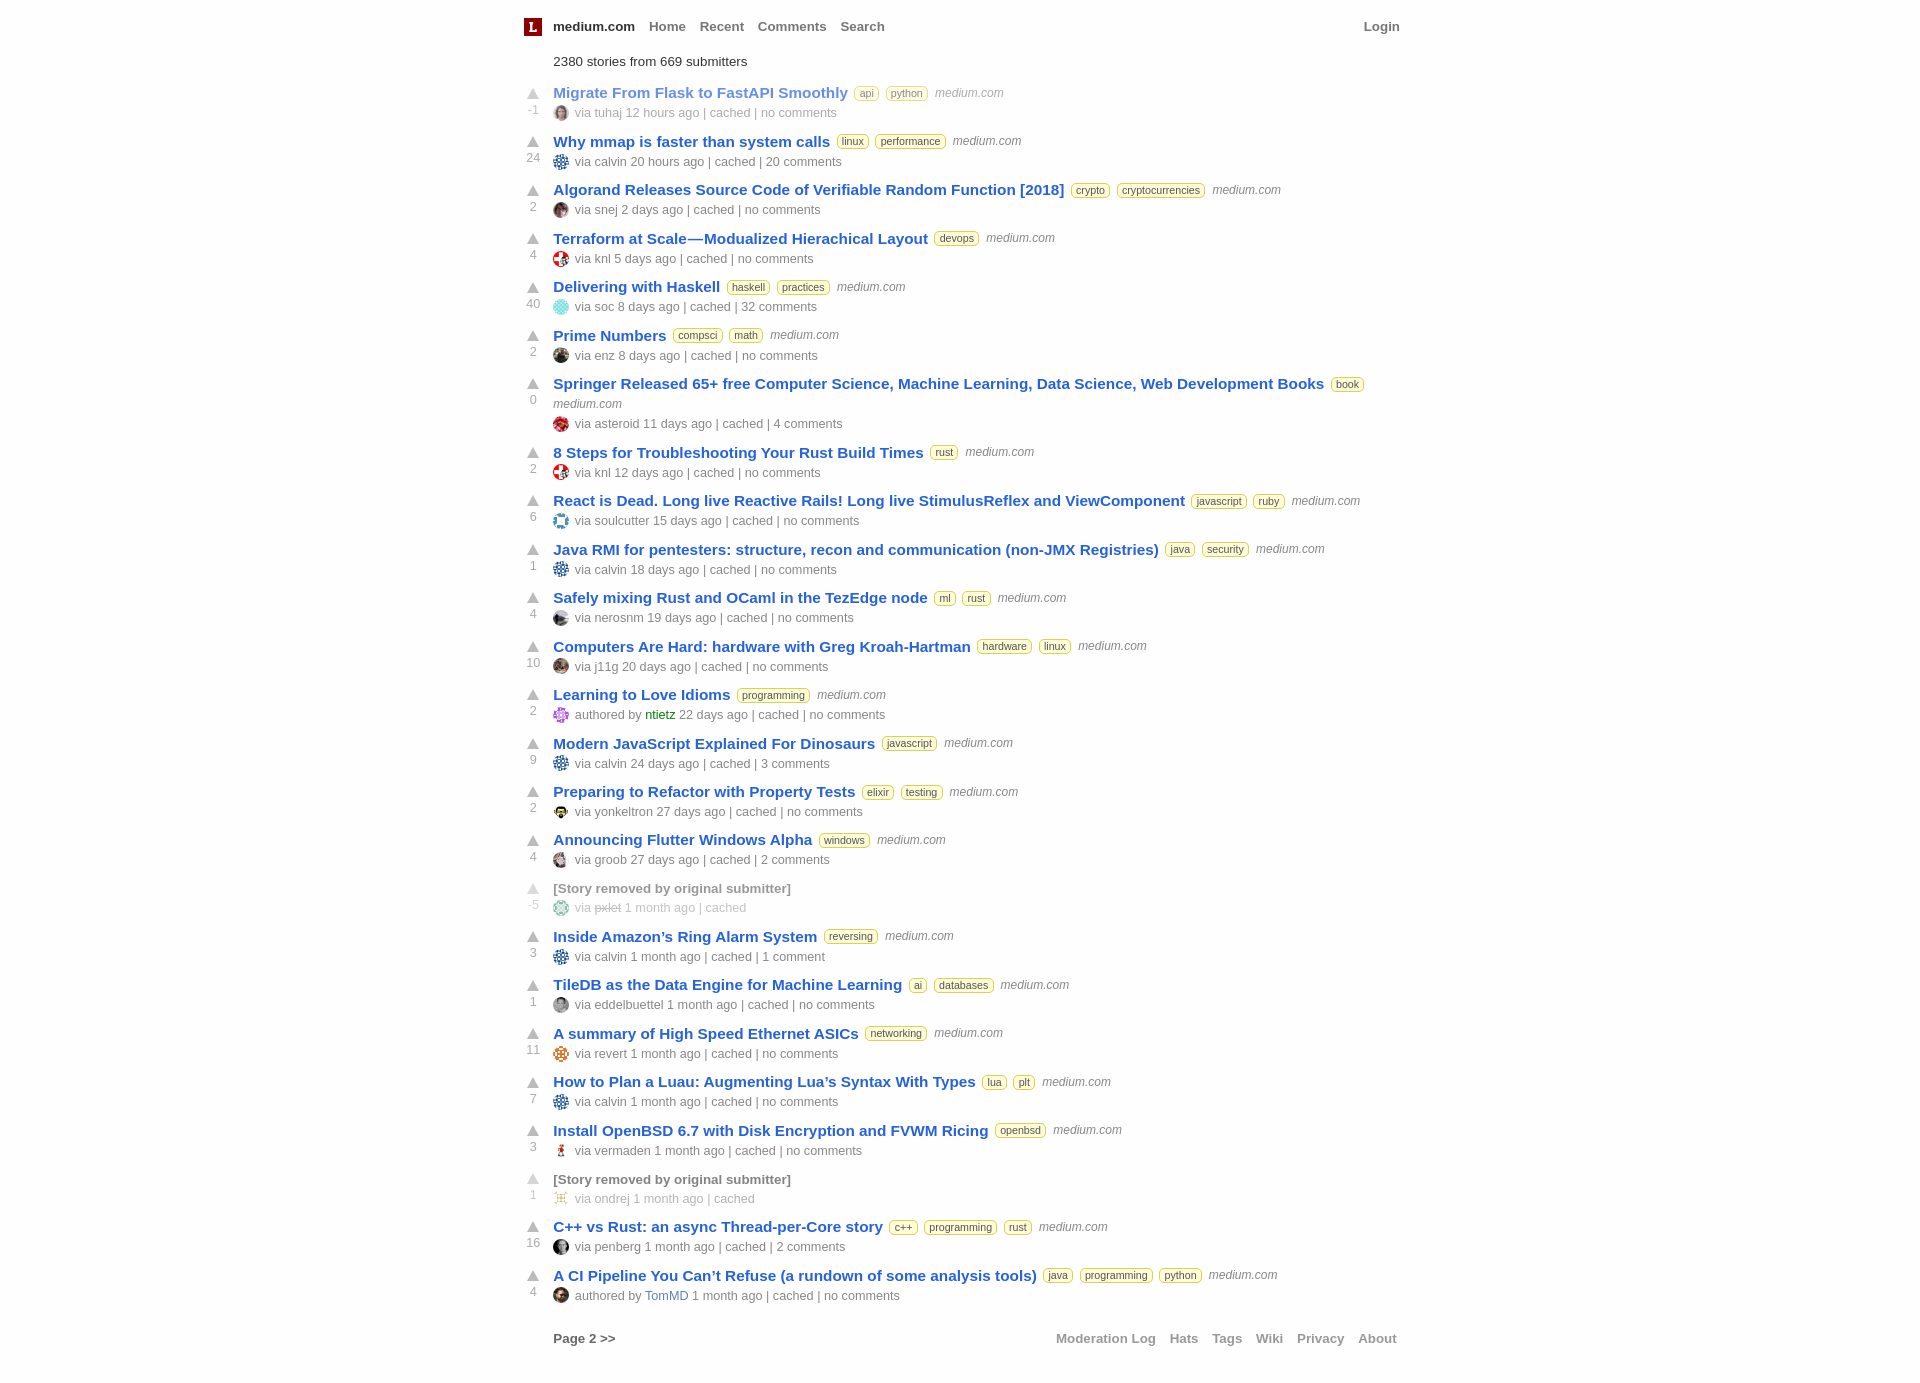 L medium.com Home Recent Comments Search Login
2380 stories from 669 submitters
Migrate From Flask to FastAPI Smoothly api python medium.com
-1 via tuhaj 12 hours ago | cached | no comments
Why mmap is faster than system calls linux performance medium.com
24 via calvin 20 hours ago | cached | 20 comments
Algorand Releases Source Code of Verifiable Random Function [2018] crypto cryptocurrencies medium.com
2 via snej 2 days ago | cached | no comments
Terraform at Scale — Modualized Hierachical Layout devops medium.com
4 via knl 5 days ago | cached | no comments
Delivering with Haskell haskell practices medium.com
40 via soc 8 days ago | cached | 32 comments
Prime Numbers compsci math medium.com
2 via enz 8 days ago | cached | no comments
Springer Released 65+ free Computer Science, Machine Learning, Data Science, Web Development Books book
0 medium.com
via asteroid 11 days ago | cached | 4 comments
8 Steps for Troubleshooting Your Rust Build Times rust medium.com
2 via knl 12 days ago | cached | no comments
React is Dead. Long live Reactive Rails! Long live StimulusReflex and ViewComponent javascript ruby medium.com
6 via soulcutter 15 days ago | cached | no comments
Java RMI for pentesters: structure, recon and communication (non-JMX Registries) java security medium.com
1 via calvin 18 days ago | cached | no comments
Safely mixing Rust and OCaml in the TezEdge node ml rust medium.com
4 via nerosnm 19 days ago | cached | no comments
Computers Are Hard: hardware with Greg Kroah-Hartman hardware linux medium.com
10 via j11g 20 days ago | cached | no comments
Learning to Love Idioms programming medium.com
2 authored by ntietz 22 days ago | cached | no comments
Modern JavaScript Explained For Dinosaurs javascript medium.com
9 via calvin 24 days ago | cached | 3 comments
Preparing to Refactor with Property Tests elixir testing medium.com
2 via yonkeltron 27 days ago | cached | no comments
Announcing Flutter Windows Alpha windows medium.com
4 via groob 27 days ago | cached | 2 comments
[Story removed by original submitter]
-5 via pxlet 1 month ago | cached
Inside Amazon’s Ring Alarm System reversing medium.com
3 via calvin 1 month ago | cached | 1 comment
TileDB as the Data Engine for Machine Learning ai databases medium.com
1 via eddelbuettel 1 month ago | cached | no comments
A summary of High Speed Ethernet ASICs networking medium.com
11 via revert 1 month ago | cached | no comments
How to Plan a Luau: Augmenting Lua’s Syntax With Types lua plt medium.com
7 via calvin 1 month ago | cached | no comments
Install OpenBSD 6.7 with Disk Encryption and FVWM Ricing openbsd medium.com
3 via vermaden 1 month ago | cached | no comments
[Story removed by original submitter]
1 via ondrej 1 month ago | cached
C++ vs Rust: an async Thread-per-Core story c++ programming rust medium.com
16 via penberg 1 month ago | cached | 2 comments
A CI Pipeline You Can’t Refuse (a rundown of some analysis tools) java programming python medium.com
4 authored by TomMD 1 month ago | cached | no comments
Page 2 >> Moderation Log Hats Tags Wiki Privacy About